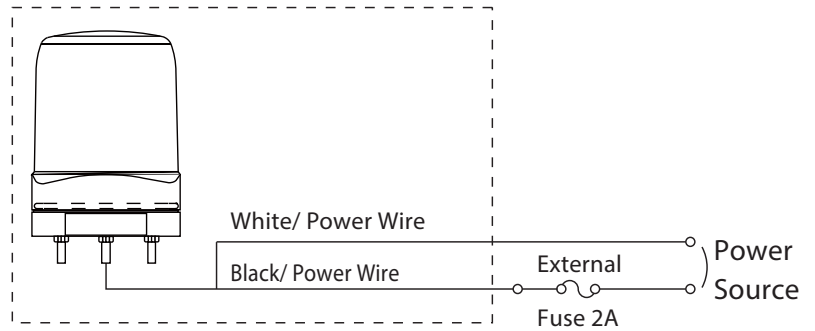 White/ Power Wire
Black/ Power Wire
External
Fuse 2A
Power
Source